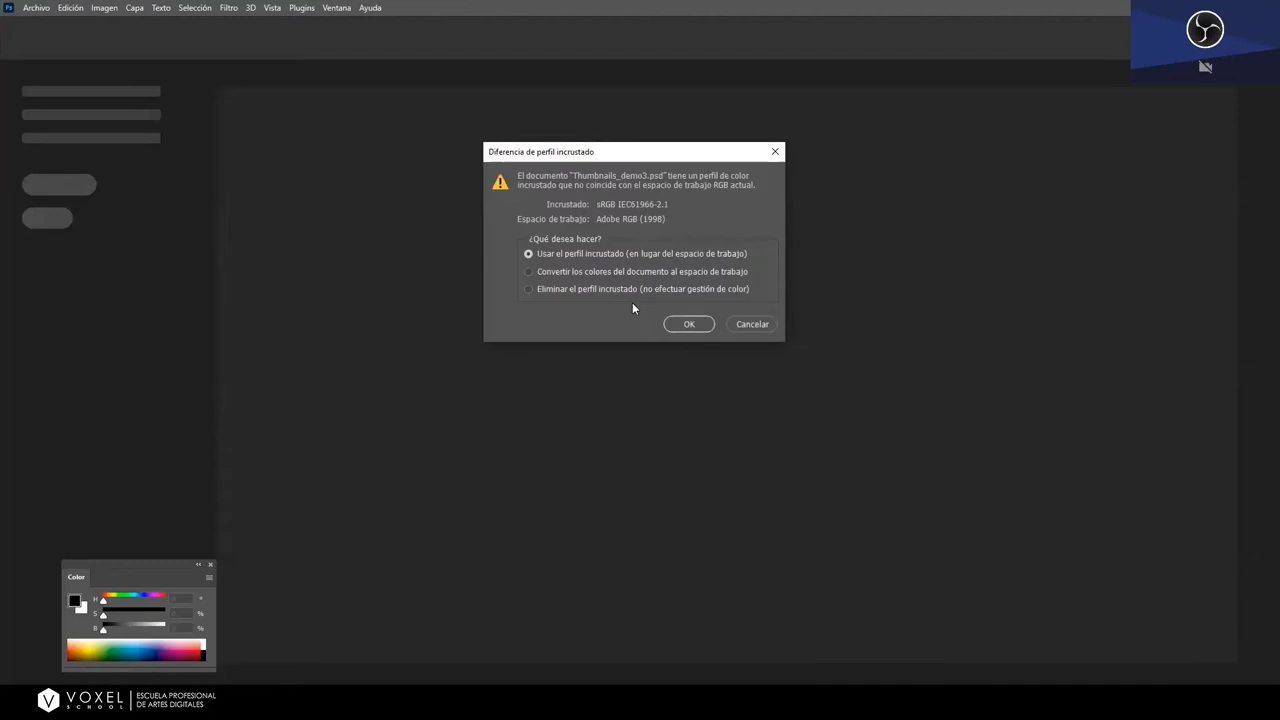 Ps Archivo Edición Imagen Capa Texto Selección Filtro 3D Vista Plugins Ventana Ayuda
Diferencia de perfil incrustado
El documento "Thumbnails_demo3.psd" tiene un perfil de color
incrustado que no coincide con el espacio de trabajo RGB actual.
Incrustado: sRGB IEC61966-2.1
Espacio de trabajo: Adobe RGB (1998)
¿Qué desea hacer?
Usar el perfil incrustado (en lugar del espacio de trabajo)
Convertir los colores del documento al espacio de trabajo
Eliminar el perfil incrustado (no efectuar gestión de color)
OK Cancelar
Color
H °
S %
B %
VOXEL
SCHOOL
ESCUELA PROFESIONAL
DE ARTES DIGITALES